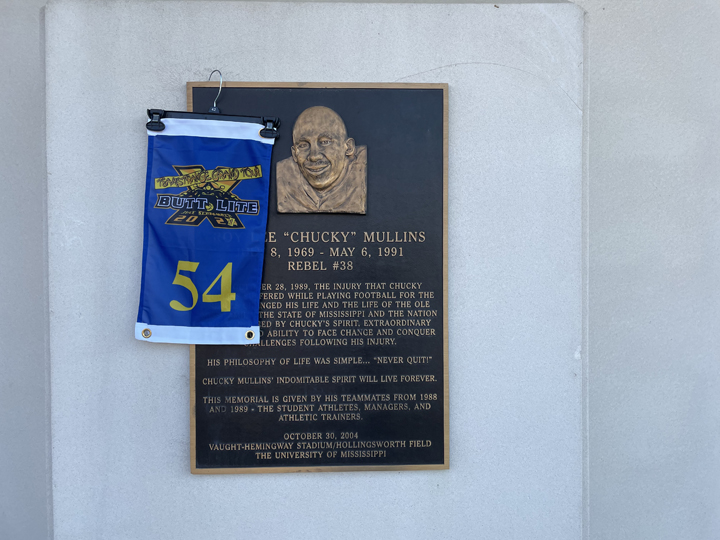 BUTT LITE
54
LE "CHUCKY" MULLINS
8, 1969 - MAY 6, 1991
REBEL #38
ER 28, 1989, THE INJURY THAT CHUCKY
FERED WHILE PLAYING FOOTBALL FOR THE
NGED HIS LIFE AND THE LIFE OF THE OLE
THE STATE OF MISSISSIPPI AND THE NATION
ED BY CHUCKY'S SPIRIT, EXTRAORDINARY
D ABILITY TO FACE CHANGE AND CONQUER
ALLENGES FOLLOWING HIS INJURY.
HIS PHILOSOPHY OF LIFE WAS SIMPLE... "NEVER QUIT!"
CHUCKY MULLINS' INDOMITABLE SPIRIT WILL LIVE FOREVER.
THIS MEMORIAL IS GIVEN BY HIS TEAMMATES FROM 1988
AND 1989 - THE STUDENT ATHLETES, MANAGERS, AND
ATHLETIC TRAINERS.
OCTOBER 30, 2004
VAUGHT-HEMINGWAY STADIUM/HOLLINGSWORTH FIELD
THE UNIVERSITY OF MISSISSIPPI